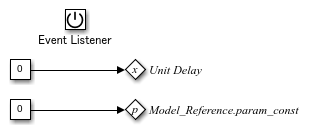 Event Listener
0 x Unit Delay
0 p Model_Reference.param_const